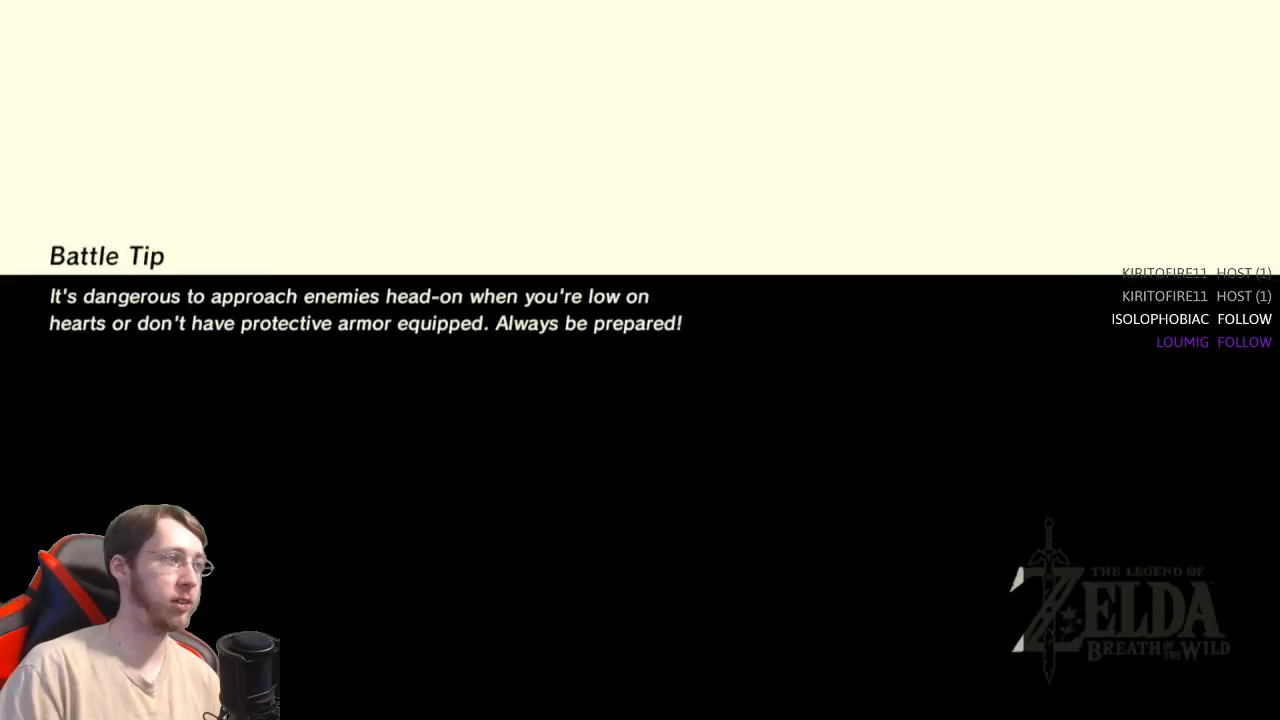 Battle Tip
It's dangerous to approach enemies head-on when you're low on
hearts or don't have protective armor equipped. Always be prepared!
KIRITOFIRE11 HOST (1)
KIRITOFIRE11 HOST (1)
ISOLOPHOBIAC FOLLOW
LOUMIG FOLLOW
THE LEGEND OF
ZELDA
BREATH OF THE WILD